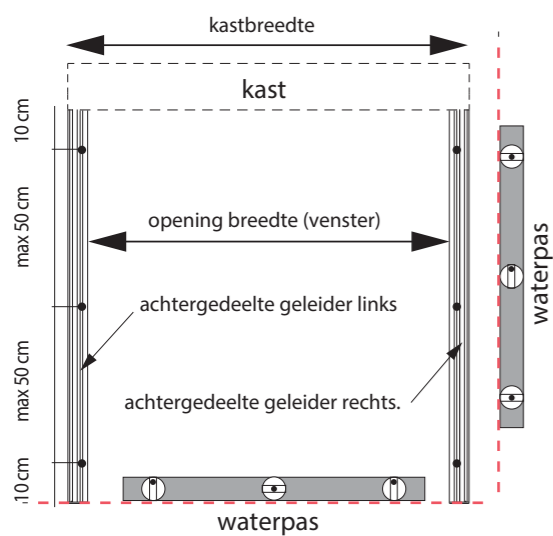 kastbreedte
kast
10 cm
max 50 cm
opening breedte (venster)
waterpas
achtergedeelte geleider links
max 50 cm
achtergedeelte geleider rechts.
10 cm
waterpas